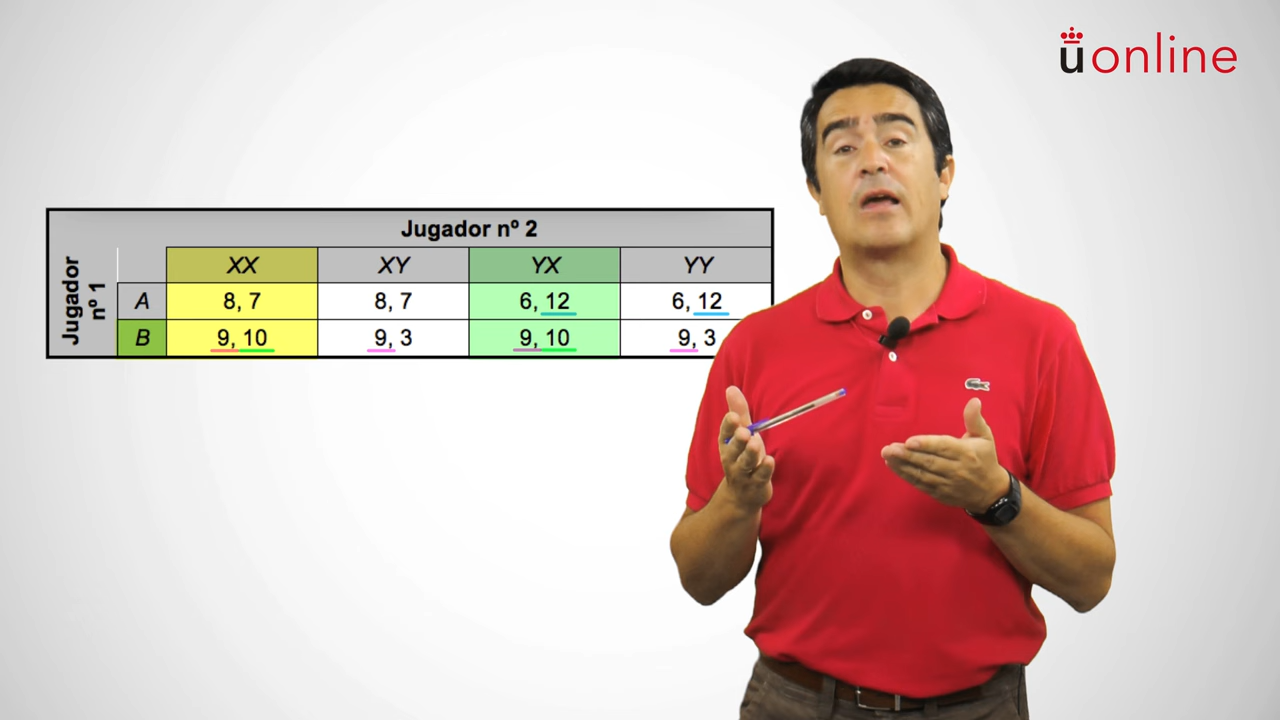 uonline
Jugador nº 2
Jugador nº 1
XX XY YX YY
A 8, 7 8, 7 6, 12 6, 12
B 9, 10 9, 3 9, 10 9, 3